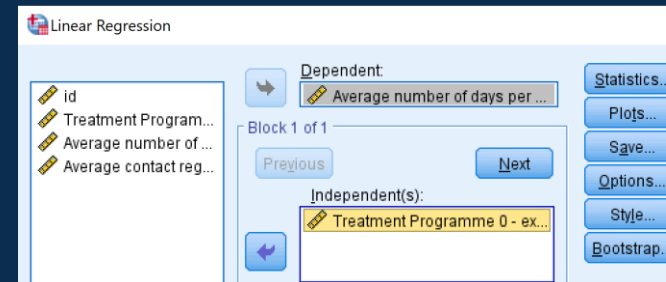 Linear Regression
id
Treatment Program...
Average number of ...
Average contact reg...
Dependent:
Average number of days per ...
Block 1 of 1
Previous
Next
Independent(s):
Treatment Programme 0 - ex...
Statistics..
Plots...
Save...
Options...
Style...
Bootstrap.